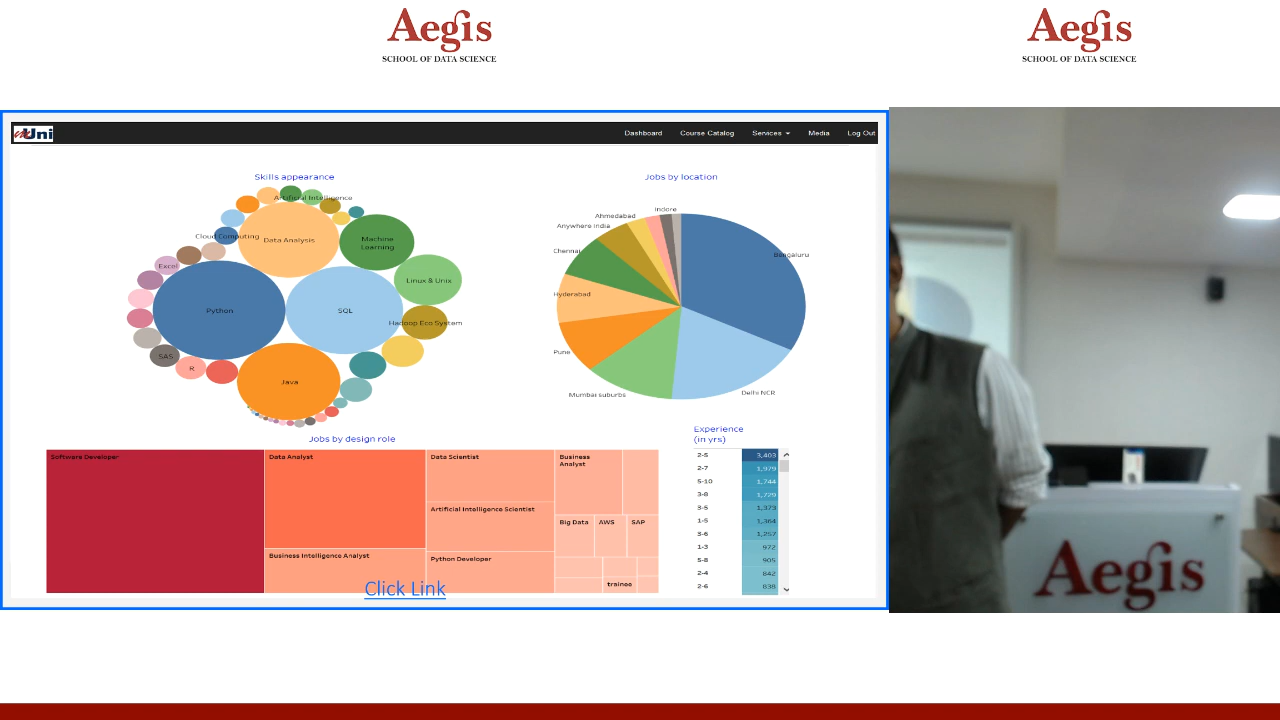 Aegis
SCHOOL OF DATA SCIENCE
Aegis
SCHOOL OF DATA SCIENCE
mUni
Dashboard
Course Catalog
Services
Media
Log Out
Skills appearance
Artificial Intelligence
Cloud Computing
Data Analysis
Machine
Learning
Excel
Linux & Unix
Python
SQL
Hadoop Eco System
SAS
R
Java
Jobs by location
Indore
Ahmedabad
Anywhere India
Bengaluru
Chennai
Hyderabad
Pune
Mumbai suburbs
Delhi NCR
Jobs by design role
Software Developer
Data Analyst
Data Scientist
Business
Analyst
Artificial Intelligence Scientist
Big Data
AWS
SAP
Business Intelligence Analyst
Python Developer
trainee
Click Link
Experience
(in yrs)
2-5 3,403
2-7 1,979
5-10 1,744
3-8 1,729
3-5 1,373
1-5 1,364
3-6 1,257
1-3 972
5-8 905
2-4 842
2-6 838
Aegis